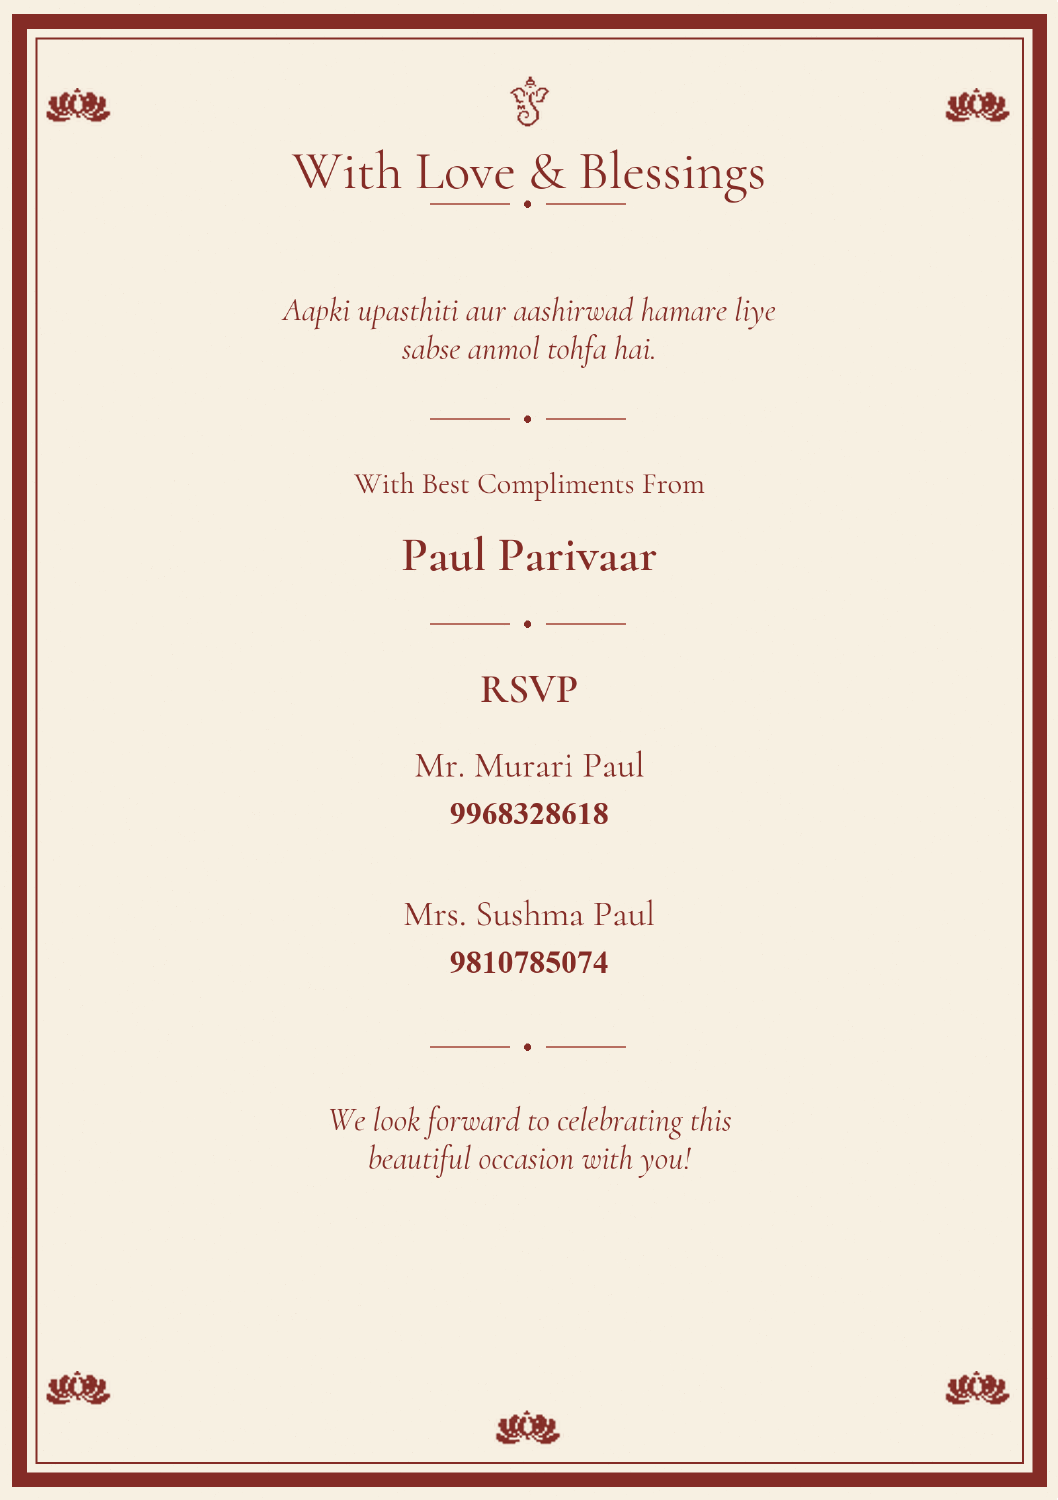 With Love & Blessings
Aapki upasthiti aur aashirwad hamare liye
sabse anmol tohfa hai.
With Best Compliments From
Paul Parivaar
RSVP
Mr. Murari Paul
9968328618
Mrs. Sushma Paul
9810785074
We look forward to celebrating this
beautiful occasion with you!